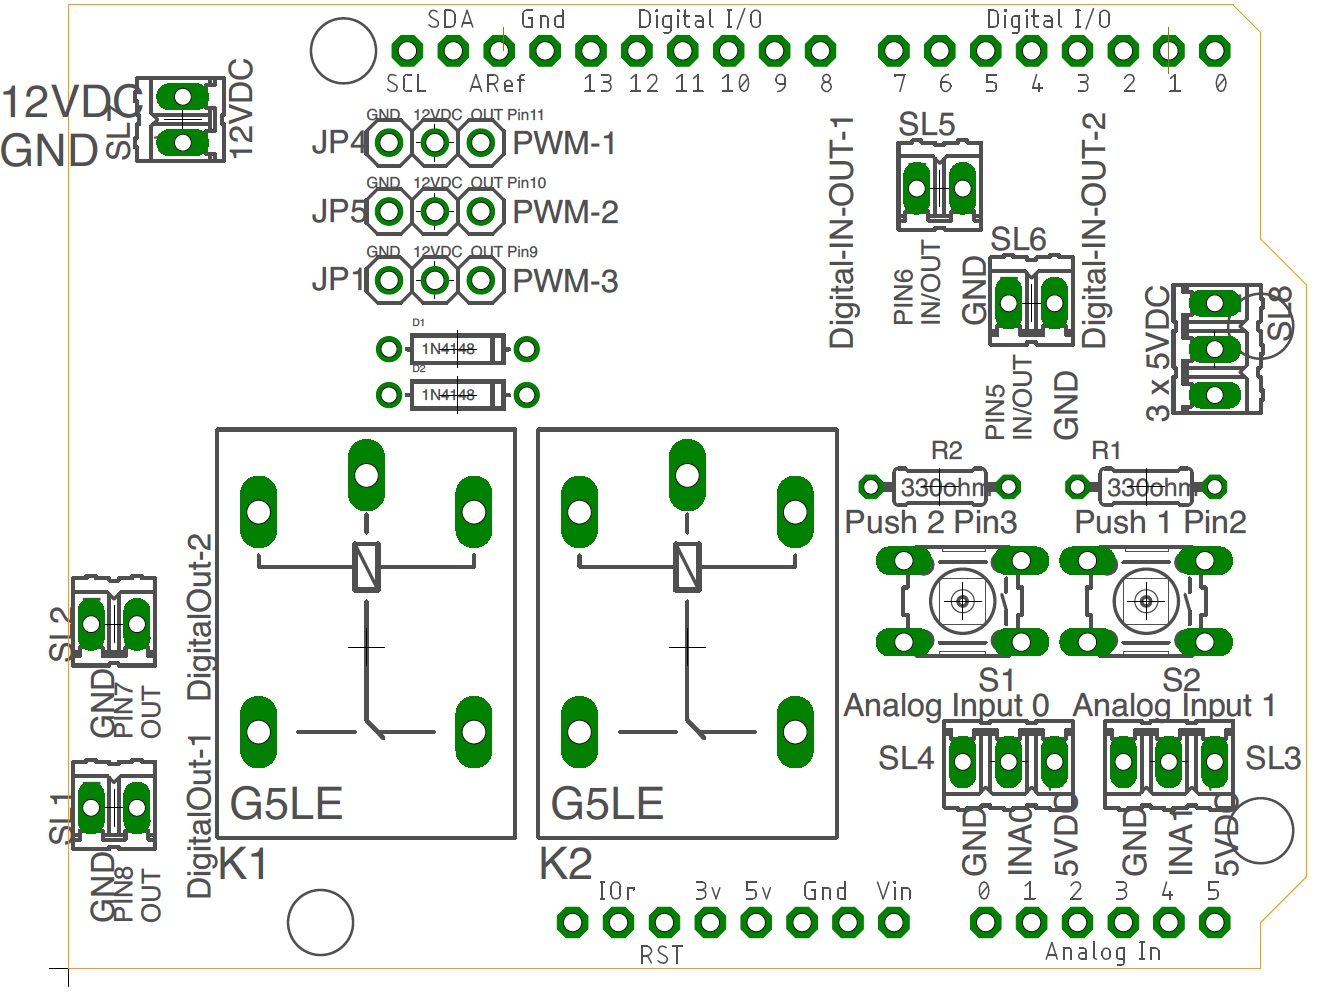 SDA Gnd Digital I/O Digital I/O
SCL ARef 13 12 11 10 9 8 7 6 5 4 3 2 1 0
12VDC
GND
SL7
12VDC
GND 12VDC OUT Pin11
JP4 PWM-1
GND 12VDC OUT Pin10
JP5 PWM-2
GND 12VDC OUT Pin9
JP1 PWM-3
D1
1N4148
D2
1N4148
Digital-IN-OUT-1
SL5
PIN6
IN/OUT
GND
SL6
Digital-IN-OUT-2
PIN5
IN/OUT
GND
3 x 5VDC
SL8
R2 R1
330ohm 330ohm
Push 2 Pin3 Push 1 Pin2
S1 S2
Analog Input 0 Analog Input 1
SL4 SL3
GND
INA0
5VDC
GND
INA1
5VDC
SL2
GND
PIN7
OUT
DigitalOut-2
SL1
GND
PIN8
OUT
DigitalOut-1
G5LE G5LE
K1 K2
IOr 3v 5v Gnd Vin 0 1 2 3 4 5
RST Analog In